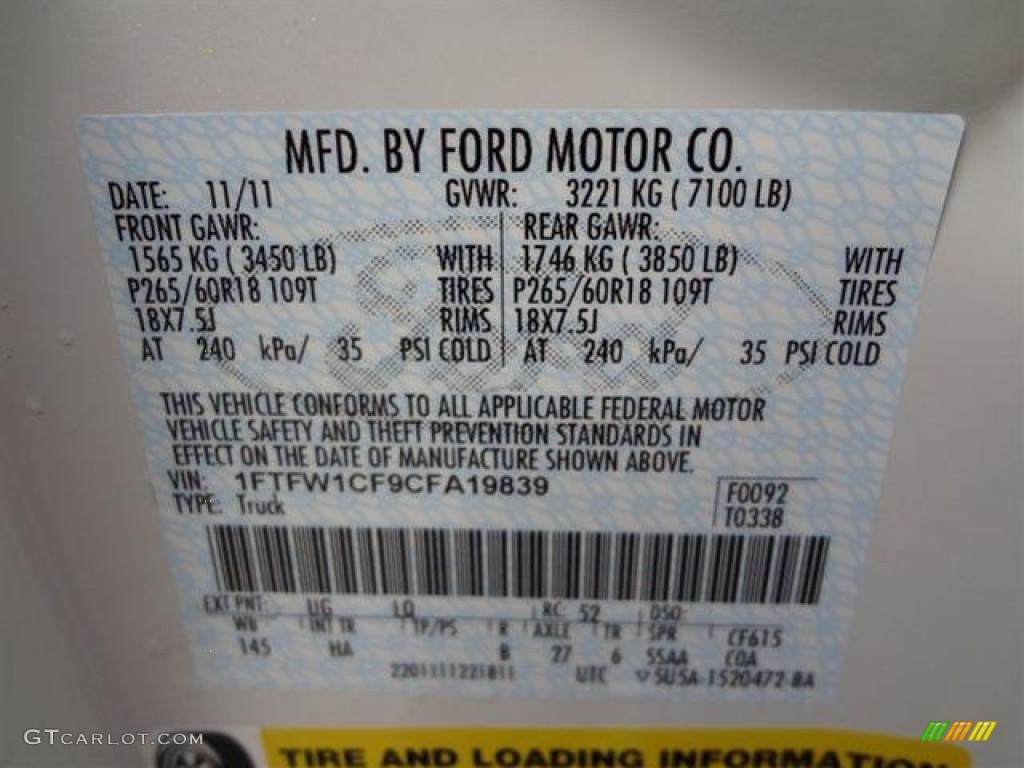 MFD. BY FORD MOTOR CO.
DATE: 11/11 GVWR: 3221 KG ( 7100 LB)
FRONT GAWR: REAR GAWR:
1565 KG ( 3450 LB) WITH 1746 KG ( 3850 LB) WITH
P265/60R18 109T TIRES P265/60R18 109T TIRES
18X7.5J RIMS 18X7.5J RIMS
AT 240 kPa/ 35 PSI COLD AT 240 kPa/ 35 PSI COLD
THIS VEHICLE CONFORMS TO ALL APPLICABLE FEDERAL MOTOR
VEHICLE SAFETY AND THEFT PREVENTION STANDARDS IN
EFFECT ON THE DATE OF MANUFACTURE SHOWN ABOVE.
VIN: 1FTFW1CF9CFA19839
TYPE: Truck
F0092
T0338
EXT PNT: UG LQ RC: 52 DSO:
WB INT TR TP/PS R AXLE TR SPR CF615
145 HA B 27 6 SSAA COA
2201111221811 UTC ▽SU5A-1520472-BA
TIRE AND LOADING INFORMATION
GTCARLOT.COM